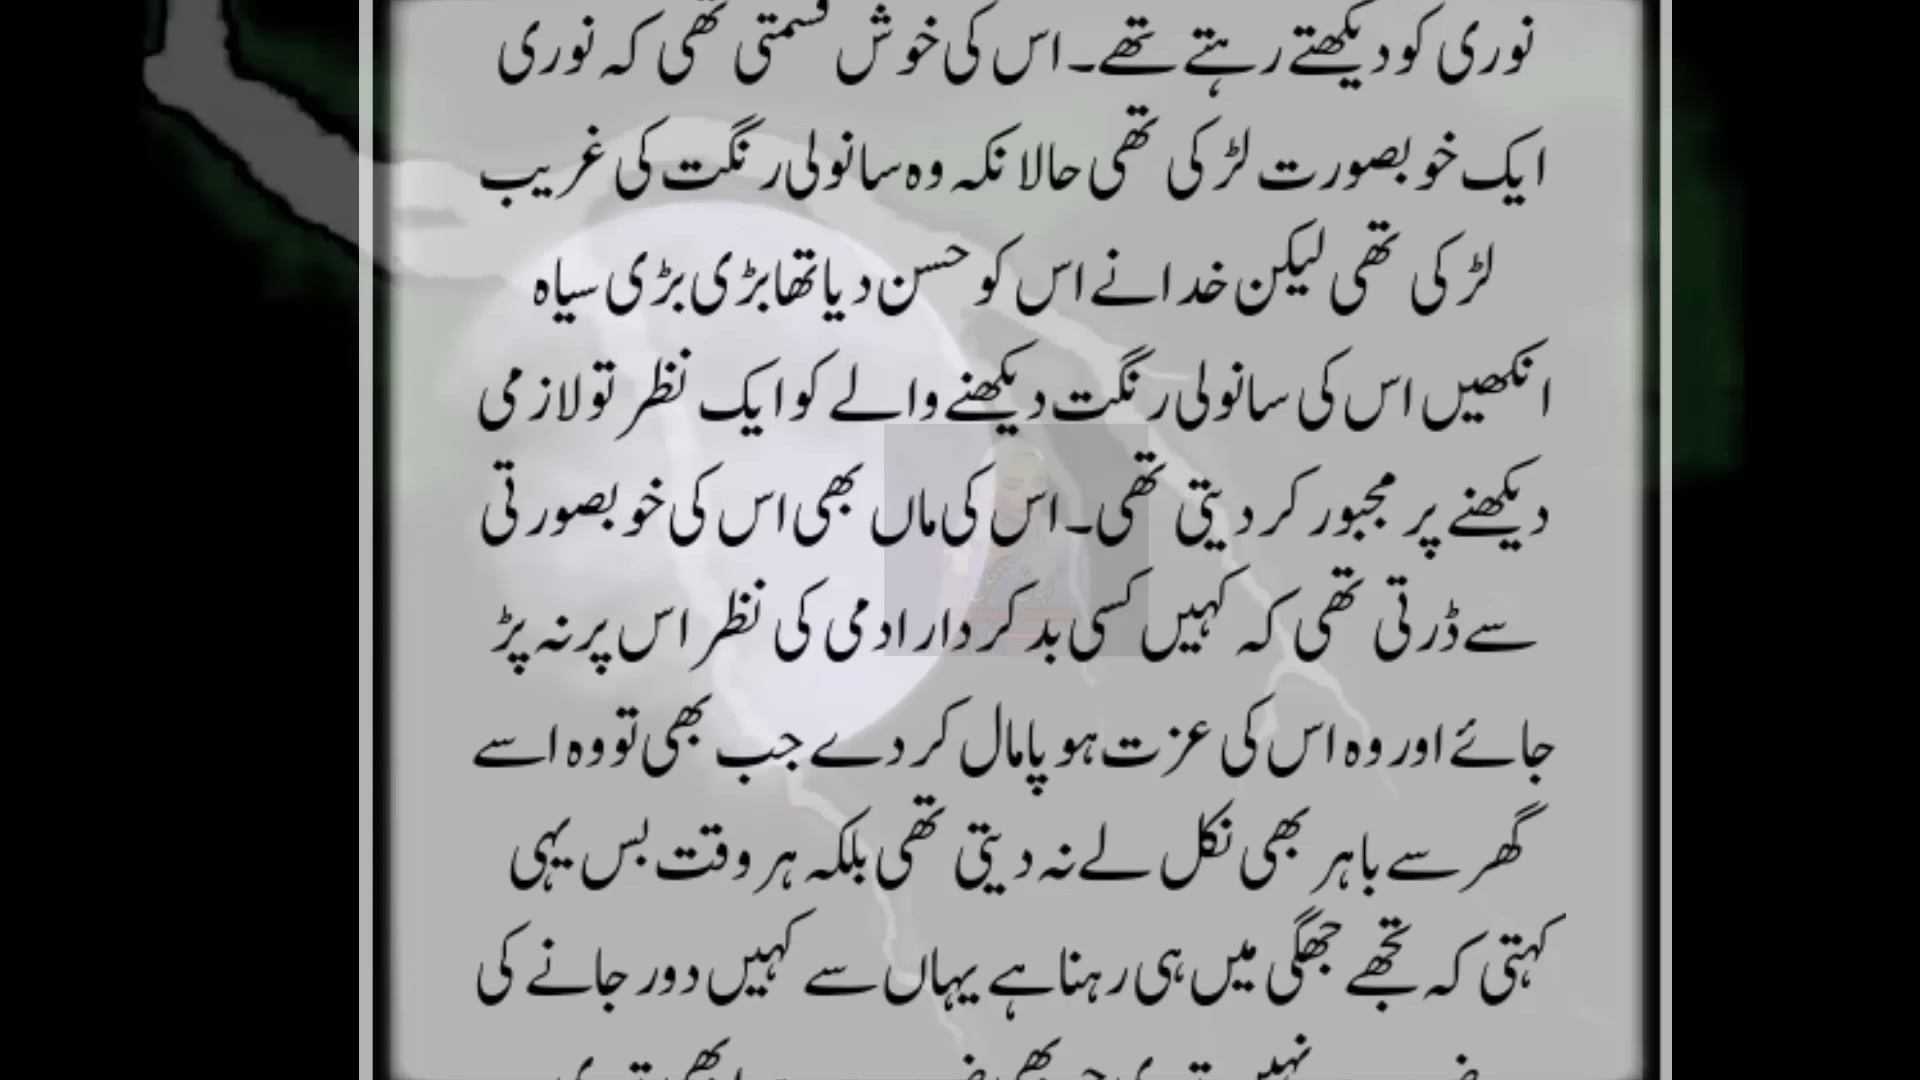 نوری کو دیکھتے رہتے تھے۔ اس کی خوش قسمتی تھی کہ نوری
ایک خوبصورت لڑکی تھی حالانکہ وہ سانولی رنگت کی غریب
لڑکی تھی لیکن خدا نے اس کو حسن دیا تھا بڑی بڑی سیاہ
انکھیں اس کی سانولی رنگت دیکھنے والے کو ایک نظر تو لازمی
دیکھنے پر مجبور کر دیتی تھی۔ اس کی ماں بھی اس کی خوبصورتی
سے ڈرتی تھی کہ کہیں کسی بد کردار ادمی کی نظر اس پر نہ پڑ
جائے اور وہ اس کی عزت ہو پامال کر دے جب بھی تو وہ اسے
گھر سے باہر بھی نکل لے نہ دیتی تھی بلکہ ہر وقت بس یہی
کہتی کہ تجھے جھگی میں ہی رہنا ہے یہاں سے کہیں دور جانے کی